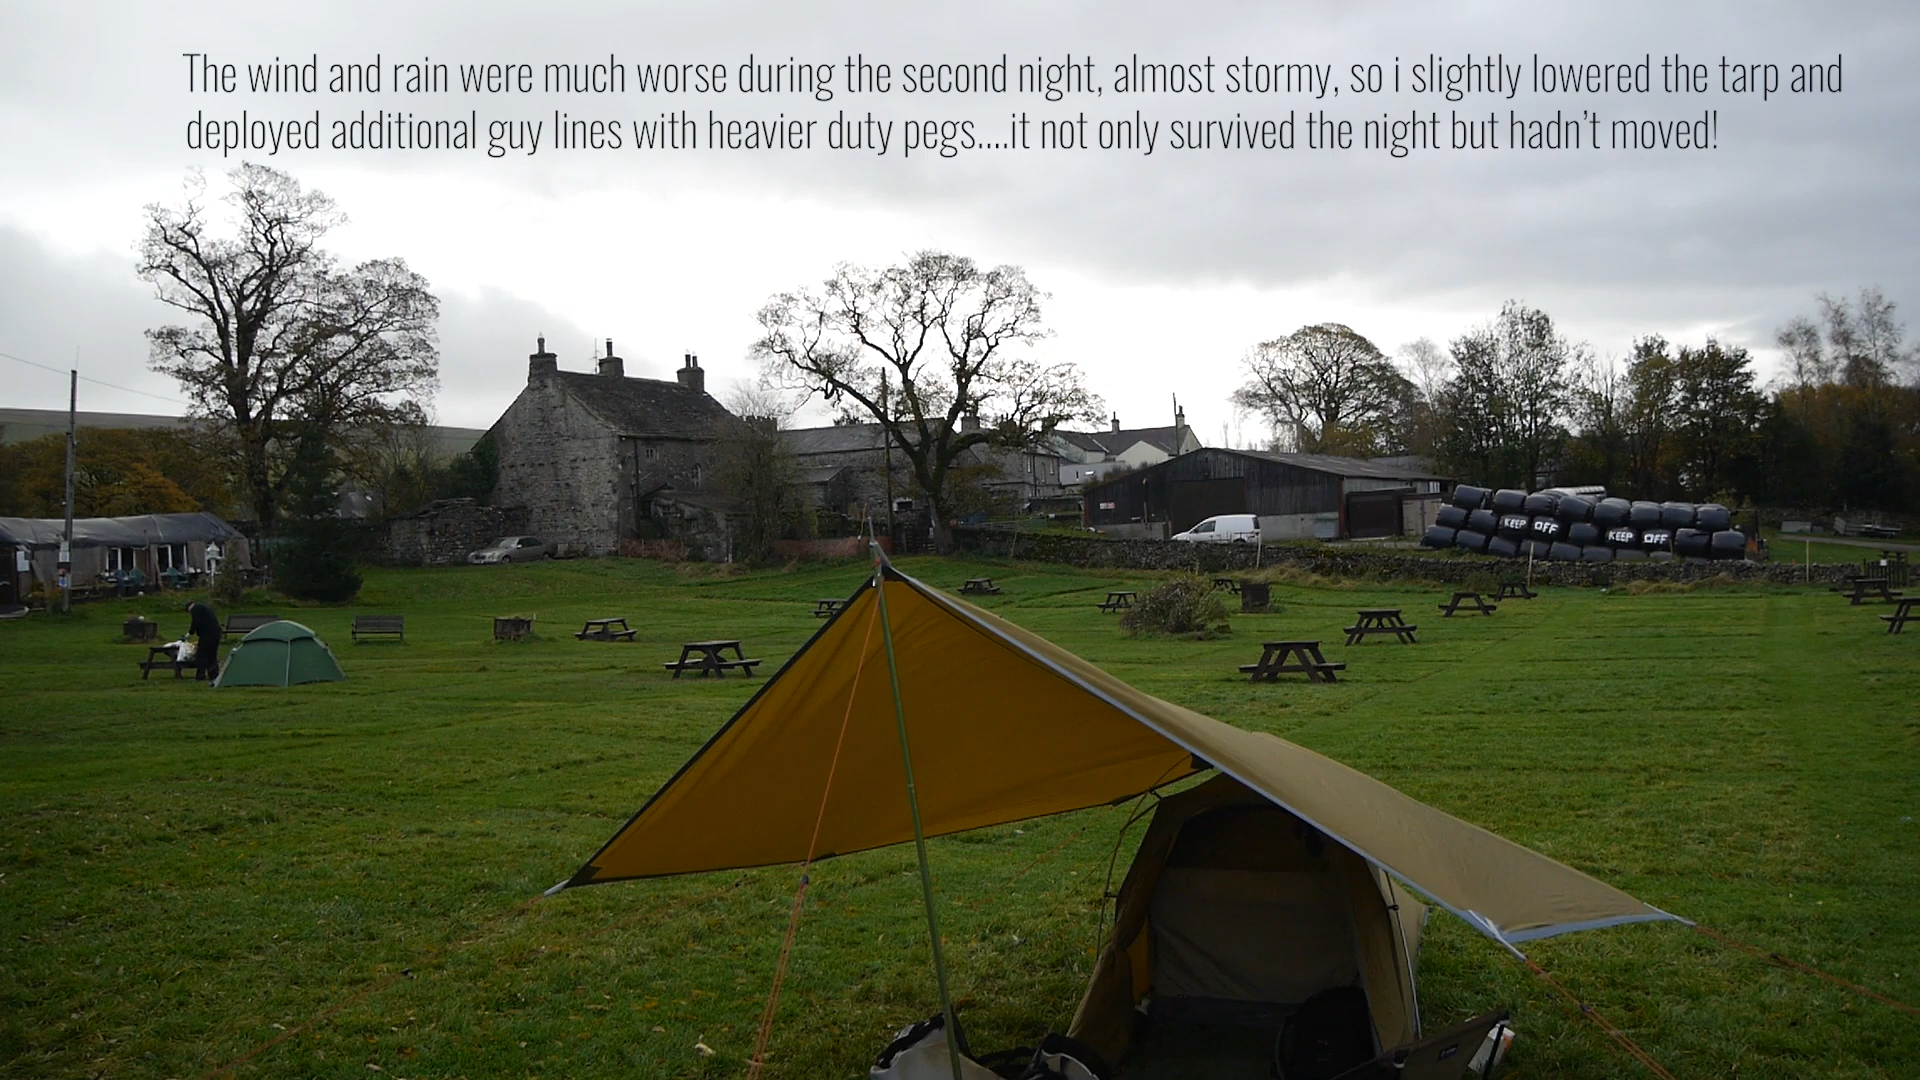 The wind and rain were much worse during the second night, almost stormy, so i slightly lowered the tarp and
deployed additional guy lines with heavier duty pegs....it not only survived the night but hadn't moved!
KEEP OFF
KEEP OFF